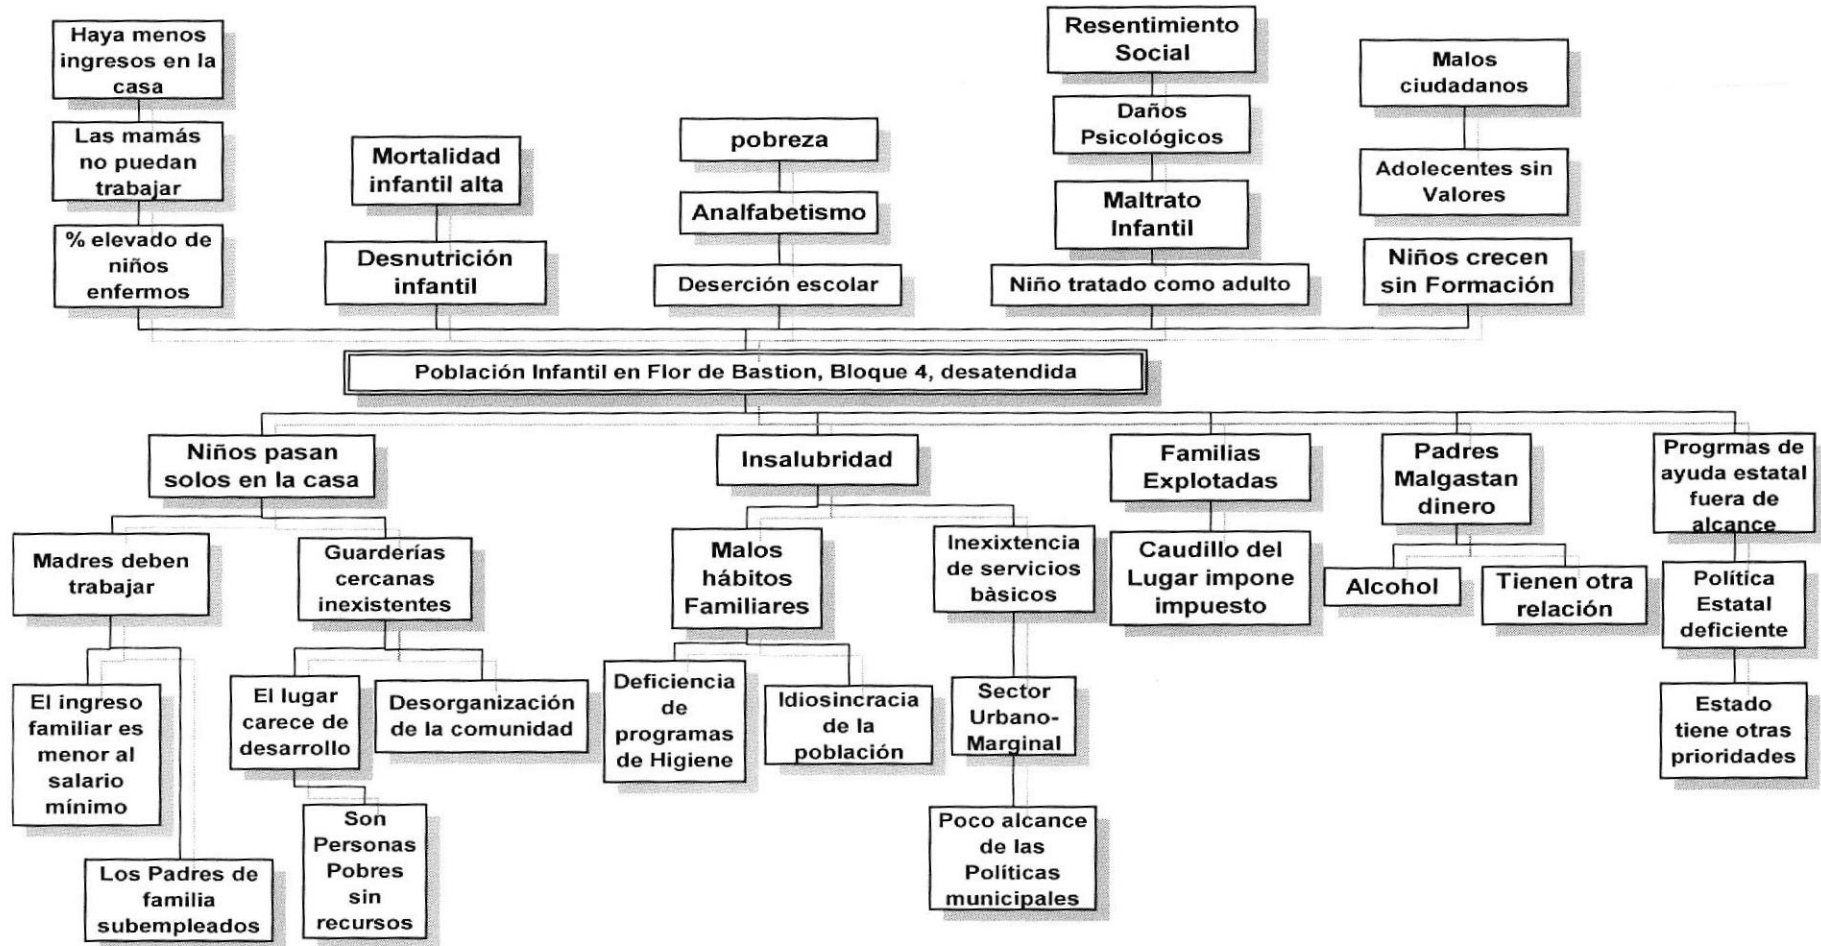 Haya menos
ingresos en la
casa
Las mamás
no puedan
trabajar
% elevado de
niños
enfermos
Mortalidad
infantil alta
Desnutrición
infantil
pobreza
Analfabetismo
Deserción escolar
Resentimiento
Social
Daños
Psicológicos
Maltrato
Infantil
Niño tratado como adulto
Malos
ciudadanos
Adolecentes sin
Valores
Niños crecen
sin Formación
Población Infantil en Flor de Bastion, Bloque 4, desatendida
Niños pasan
solos en la casa
Madres deben
trabajar
El ingreso
familiar es
menor al
salario
mínimo
Los Padres de
familia
subempleados
Guarderías
cercanas
inexistentes
El lugar
carece de
desarrollo
Son
Personas
Pobres
sin
recursos
Desorganización
de la comunidad
Insalubridad
Malos
hábitos
Familiares
Deficiencia
de
programas
de Higiene
Idiosincracia
de la
población
Inexixtencia
de servicios
bàsicos
Sector
Urbano-
Marginal
Poco alcance
de las
Políticas
municipales
Familias
Explotadas
Caudillo del
Lugar impone
impuesto
Padres
Malgastan
dinero
Alcohol
Tienen otra
relación
Progrmas de
ayuda estatal
fuera de
alcance
Política
Estatal
deficiente
Estado
tiene otras
prioridades